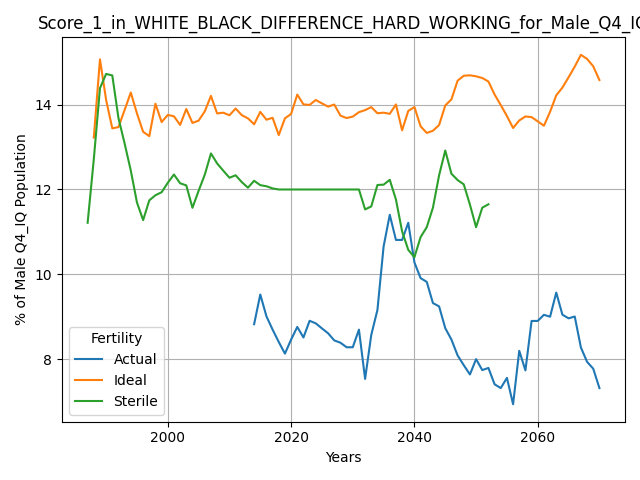 Score_1_in_WHITE_BLACK_DIFFERENCE_HARD_WORKING_for_Male_Q4_IQ
% of Male Q4_IQ Population
14
12
10
8
Fertility
Actual
Ideal
Sterile
2000
2020
2040
2060
Years